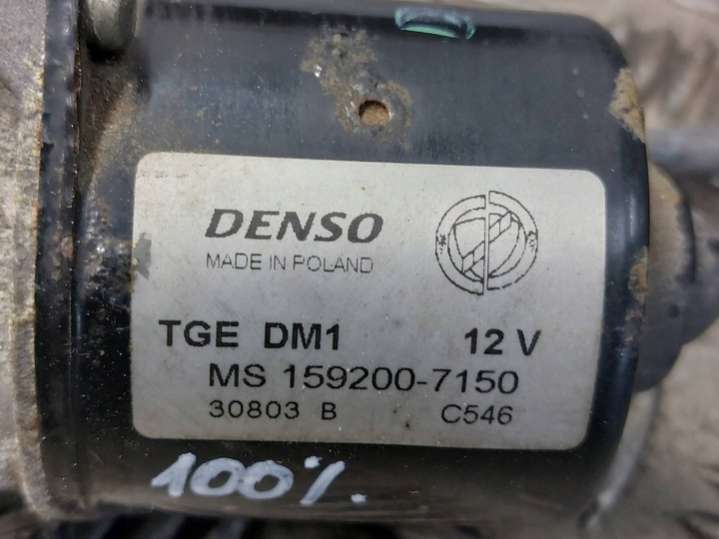 DENSO
MADE IN POLAND
TGE DM1 12 V
MS 159200-7150
30803 B C546
100%.